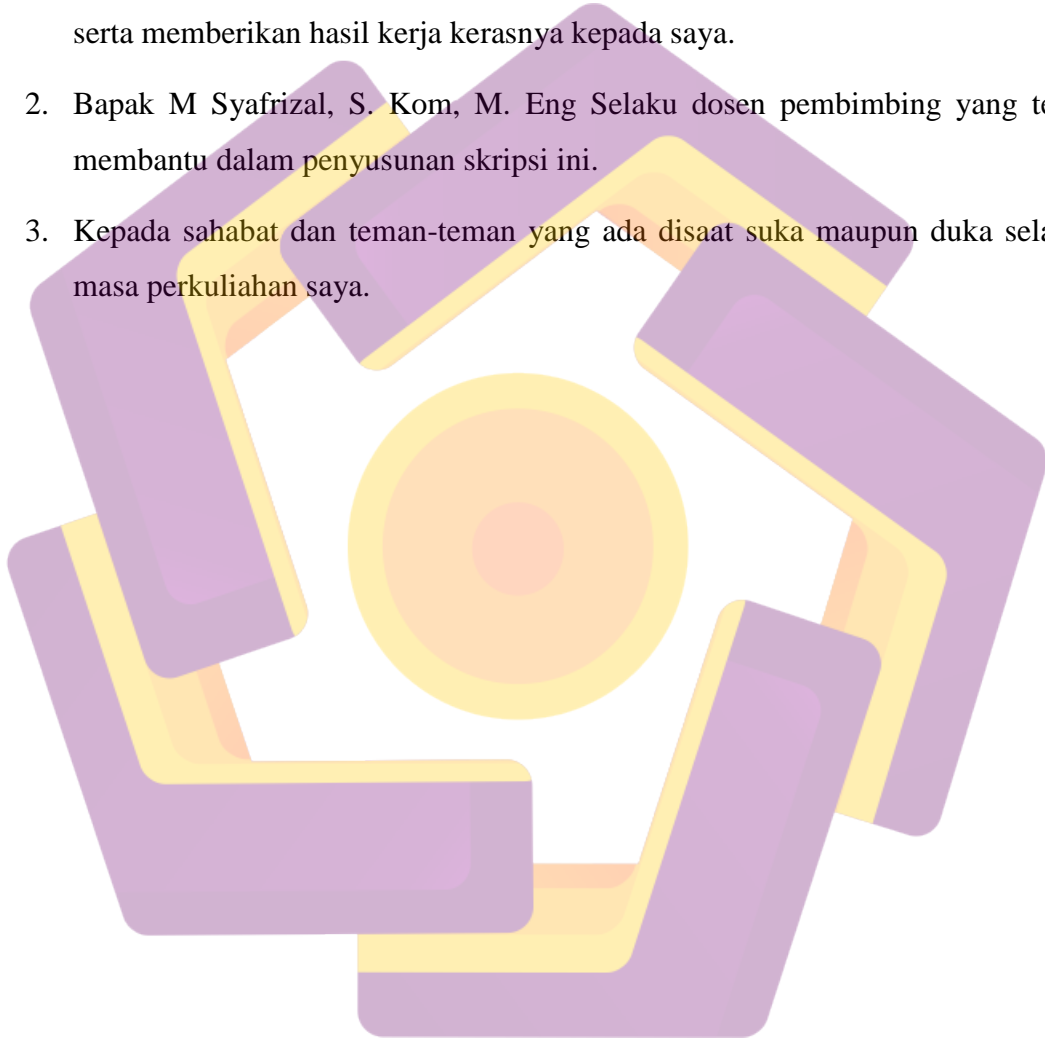 serta memberikan hasil kerja kerasnya kepada saya.
2. Bapak M Syafrizal, S. Kom, M. Eng Selaku dosen pembimbing yang
membantu dalam penyusunan skripsi ini.
3. Kepada sahabat dan teman-teman yang ada disaat suka maupun duka
masa perkuliahan saya.